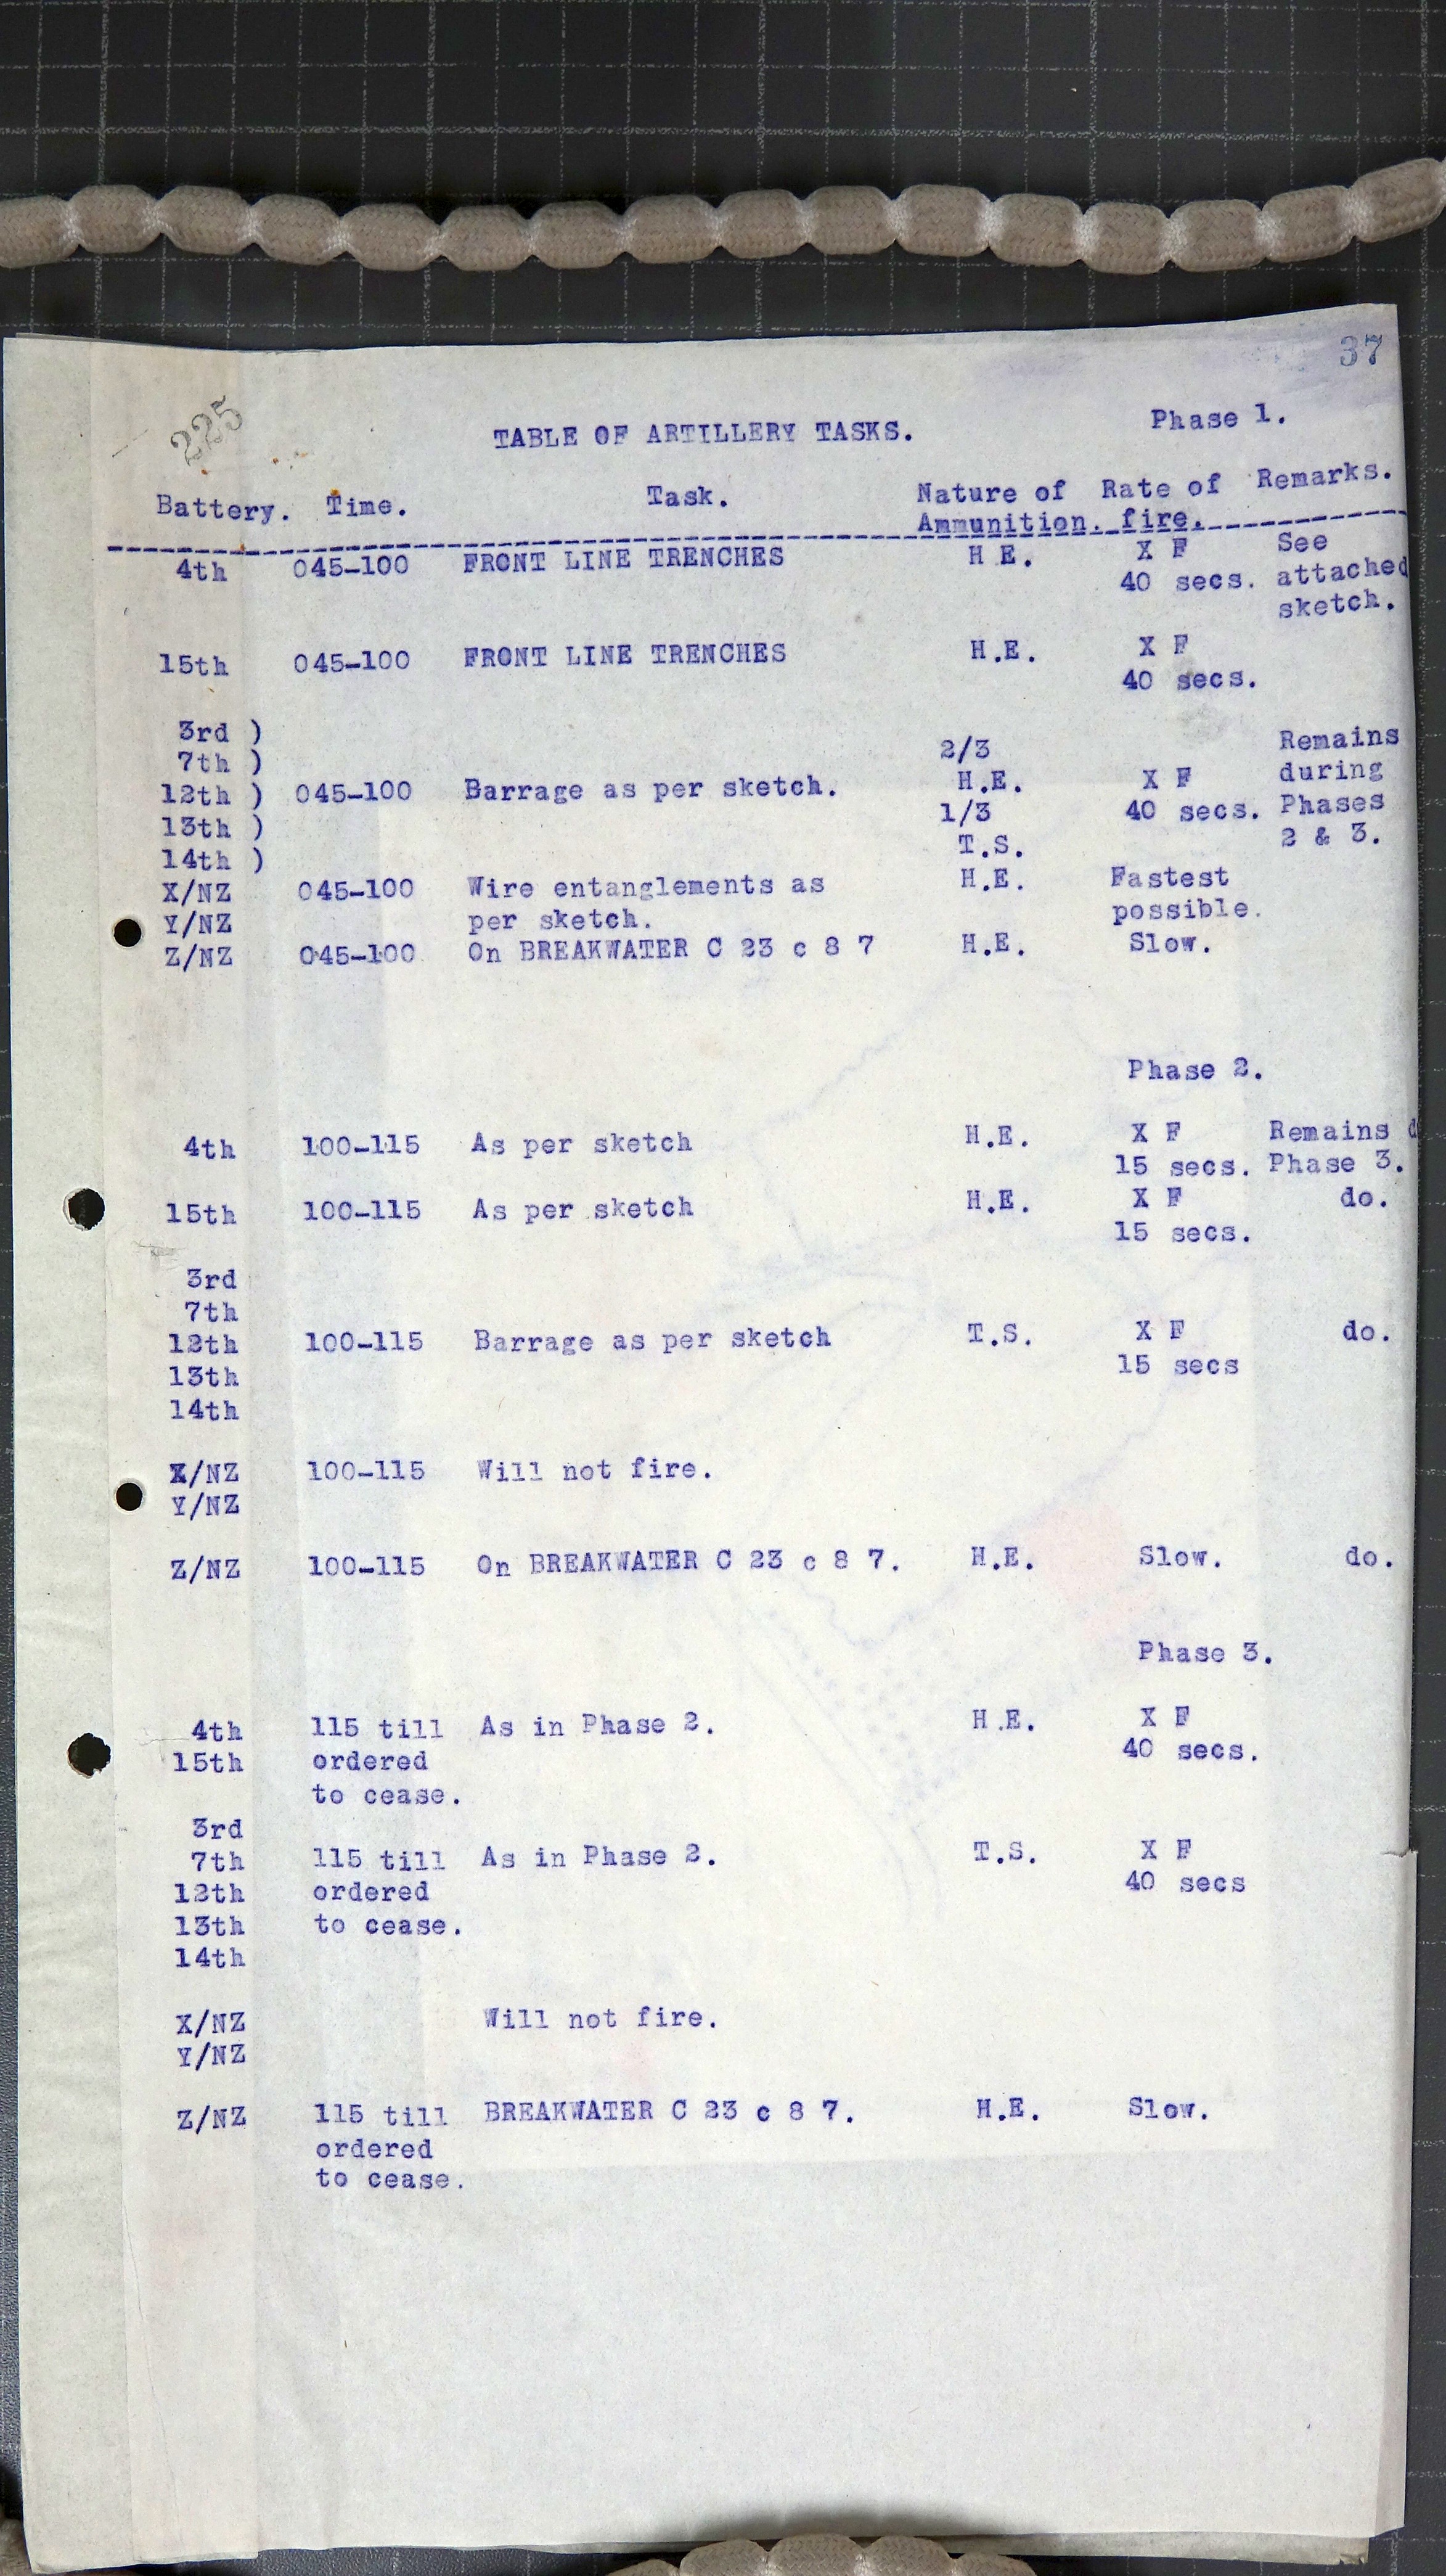 37
225
TABLE OF ARTILLERY TASKS. Phase 1.
Battery. Time. Task. Nature of Rate of Remarks.
Ammunition. fire.
4th 045-100 FRONT LINE TRENCHES H E. X F See
40 secs. attached
sketch.
15th 045-100 FRONT LINE TRENCHES H.E. X F
40 secs.
3rd )
7th ) 2/3 Remains
12th ) 045-100 Barrage as per sketch. H.E. X F during
13th ) 1/3 40 secs. Phases
14th ) T.S. 2 & 3.
X/NZ 045-100 Wire entanglements as H.E. Fastest
Y/NZ per sketch. possible.
Z/NZ 045-100 On BREAKWATER C 23 c 8 7 H.E. Slow.
Phase 2.
4th 100-115 As per sketch H.E. X F Remains d
15 secs. Phase 3.
15th 100-115 As per sketch H.E. X F do.
15 secs.
3rd
7th
12th 100-115 Barrage as per sketch T.S. X F do.
13th 15 secs
14th
X/NZ 100-115 Will not fire.
Y/NZ
Z/NZ 100-115 On BREAKWATER C 23 c 8 7. H.E. Slow. do.
Phase 3.
4th 115 till As in Phase 2. H.E. X F
15th ordered 40 secs.
to cease.
3rd
7th 115 till As in Phase 2. T.S. X F
12th ordered 40 secs
13th to cease.
14th
X/NZ Will not fire.
Y/NZ
Z/NZ 115 till BREAKWATER C 23 c 8 7. H.E. Slow.
ordered
to cease.